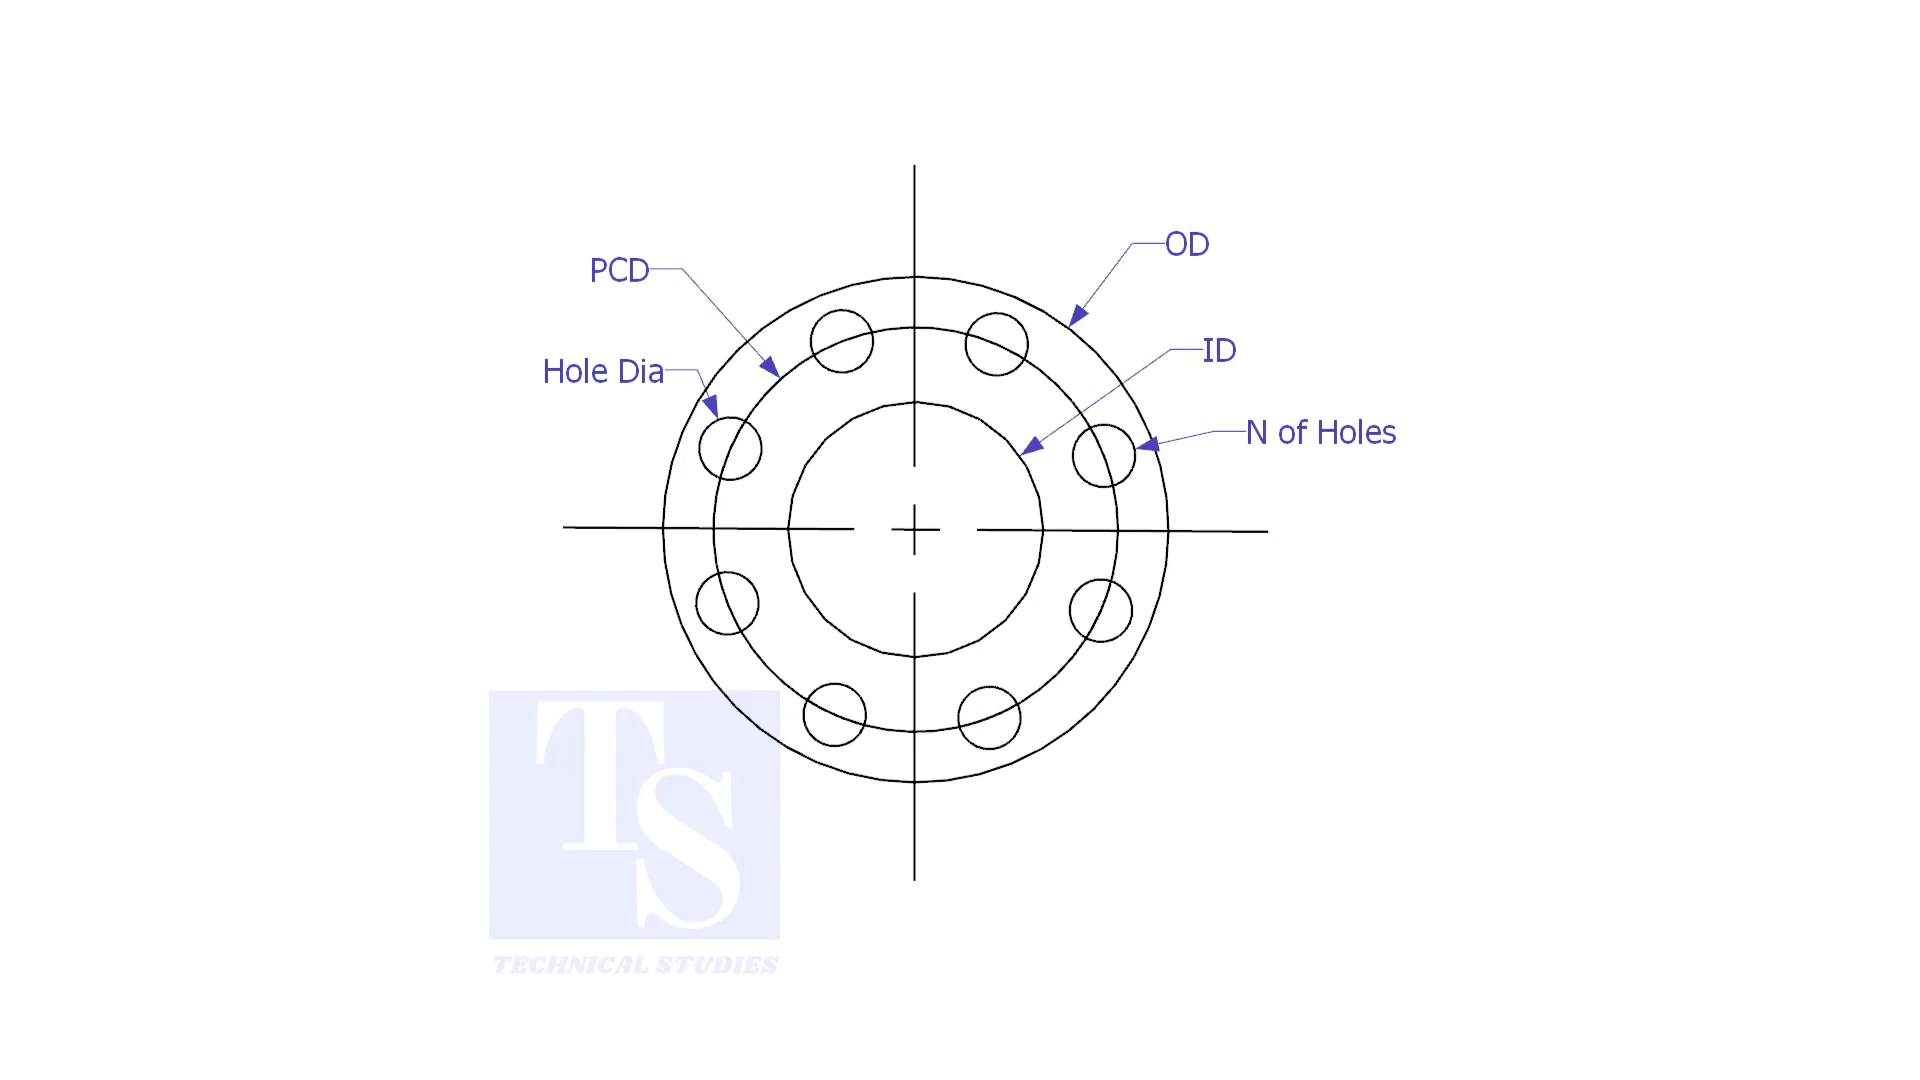 OD
PCD
ID
Hole Dia
N of Holes
TS
TECHNICAL STUDIES